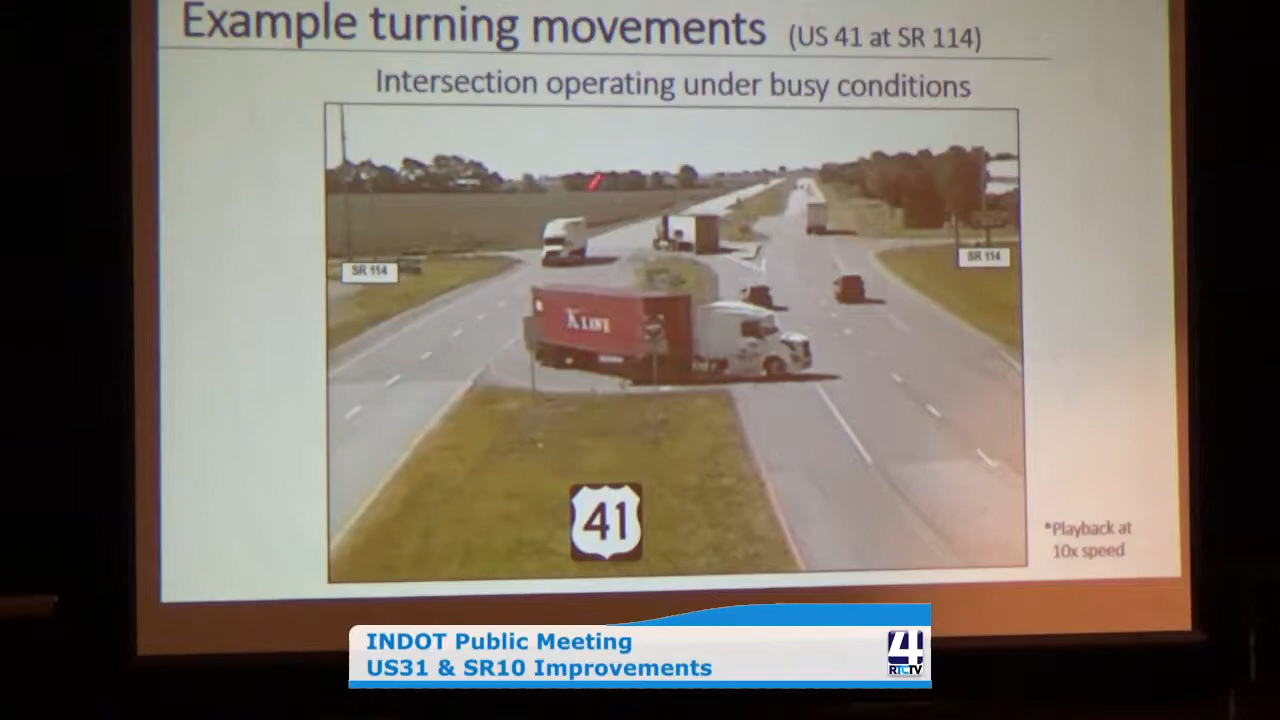 Example turning movements (US 41 at SR 114)
Intersection operating under busy conditions
SR 114
SR 114
41
*Playback at
10x speed
INDOT Public Meeting
US31 & SR10 Improvements
4
RTCTV